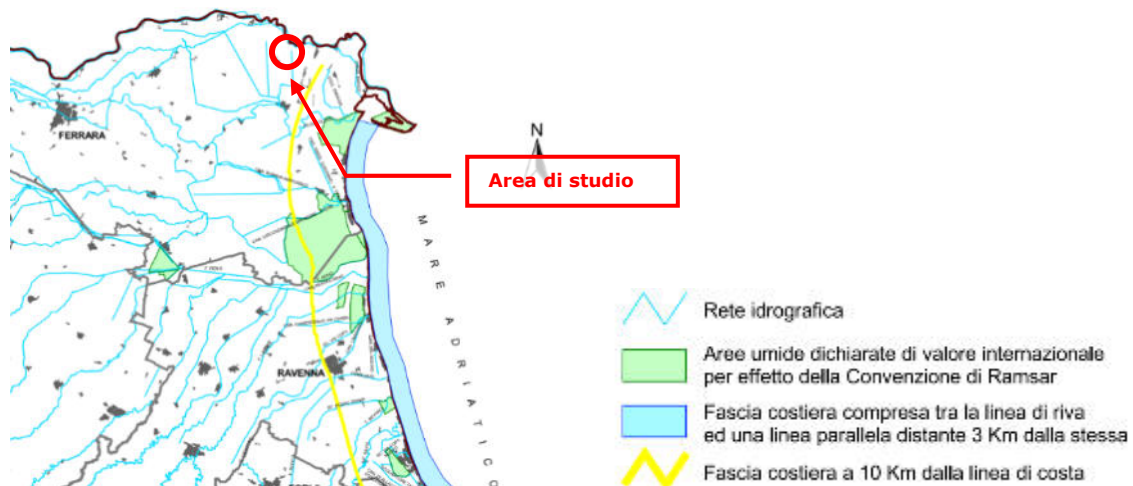 FERRARA
N
Area di studio
MARE ADRIATICO
RAVENNA
Rete idrografica
Aree umide dichiarate di valore internazionale
per effetto della Convenzione di Ramsar
Fascia costiera compresa tra la linea di riva
ed una linea parallela distante 3 Km dalla stessa
Fascia costiera a 10 Km dalla linea di costa